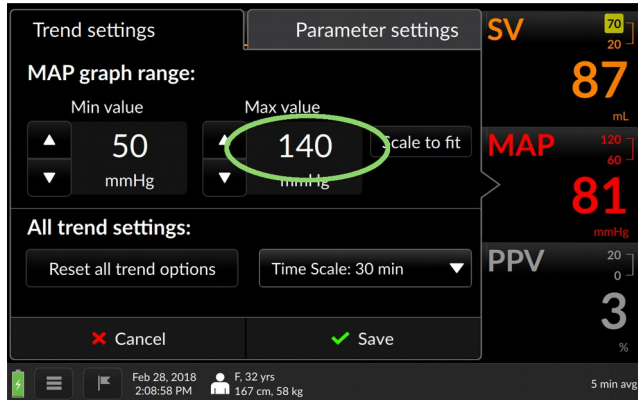 Trend settings
Parameter settings
MAP graph range:
Min value
Max value
50
mmHg
140
mmHg
Scale to fit
All trend settings:
Reset all trend options
Time Scale: 30 min
Cancel
Save
SV
70
20
87
mL
MAP
120
60
81
mmHg
PPV
20
0
3
%
Feb 28, 2018
2:08:58 PM
F, 32 yrs
167 cm, 58 kg
5 min avg